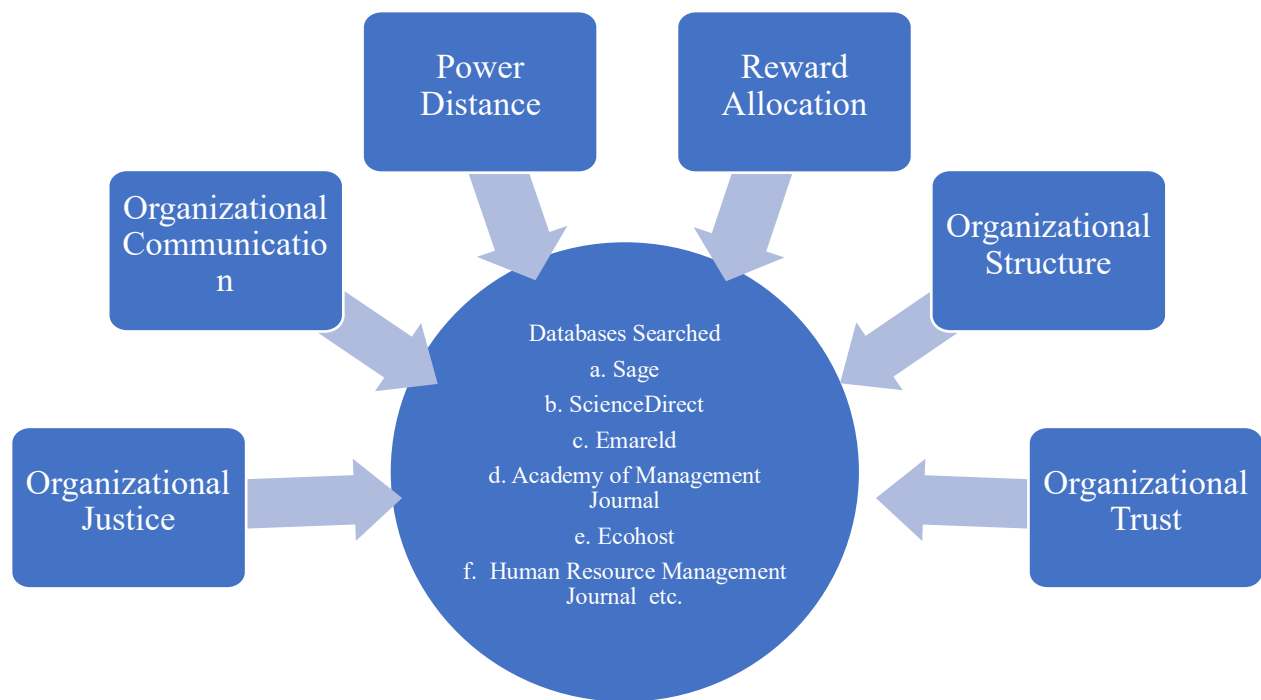 Power
Distance
Reward
Allocation
Organizational
Communicatio
n
Organizational
Structure
Organizational
Justice
Databases Searched
a. Sage
b. ScienceDirect
c. Emareld
d. Academy of Management
Journal
e. Ecohost
f.  Human Resource Management
Journal  etc.
Organizational
Trust